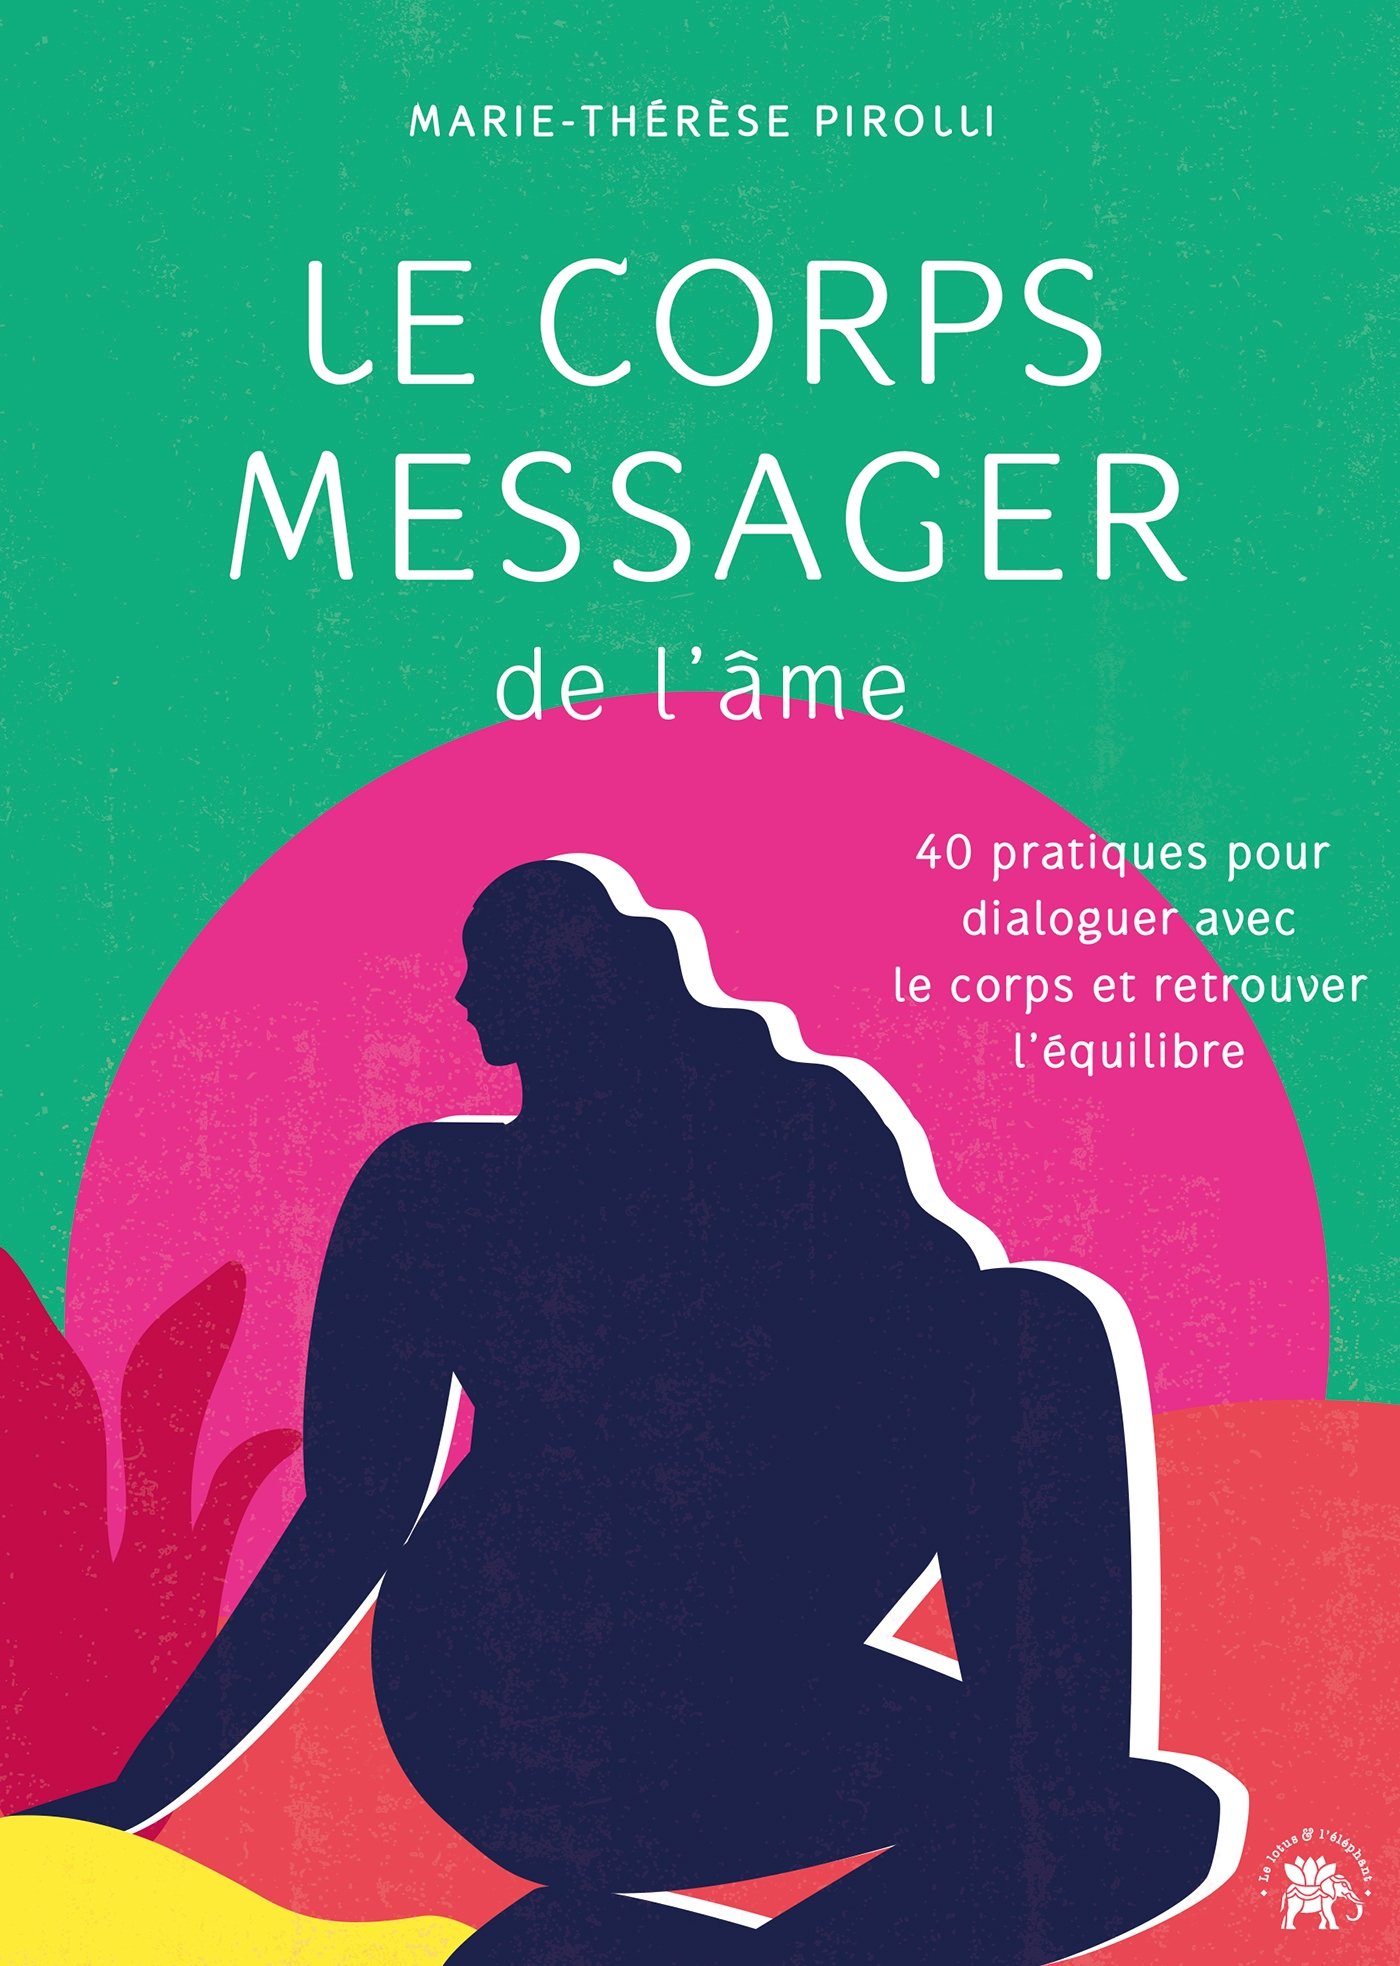 MARIE-THÉRÈSE PIROLLI
LE CORPS
MESSAGER
de l'âme
40 pratiques pour
dialoguer avec
le corps et retrouver
l'équilibre
Le lotus & l'éléphant